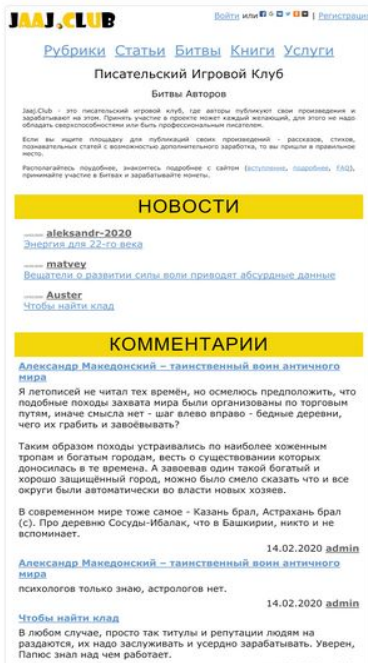 JAAJ.CLUB
Войти или | Регистрация
Рубрики Статьи Битвы Книги Услуги
Писательский Игровой Клуб
Битвы Авторов
Jaaj.Club - это писательский игровой клуб, где авторы публикуют свои произведения и
зарабатывают на этом. Принять участие в проекте может каждый желающий, для этого не надо
обладать сверхспособностями или быть профессиональным писателем.
Если вы ищите площадку для публикаций своих произведений - рассказов, стихов,
познавательных статей с возможностью дополнительного заработка, то вы пришли в правильное
место.
Располагайтесь поудобнее, знакомтесь подробнее с сайтом (вступление, подробнее, FAQ),
принимайте участие в Битвах и зарабатывайте монеты.
НОВОСТИ
aleksandr-2020
Энергия для 22-го века
matvey
Вещатели о развитии силы воли приводят абсурдные данные
Auster
Чтобы найти клад
КОММЕНТАРИИ
Александр Македонский – таинственный воин античного
мира
Я летописей не читал тех времён, но осмелюсь предположить, что
подобные походы захвата мира были организованы по торговым
путям, иначе смысла нет - шаг влево вправо - бедные деревни,
чего их грабить и завоёвывать?
Таким образом походы устраивались по наиболее хоженным
тропам и богатым городам, весть о существовании которых
доносилась в те времена. А завоевав один такой богатый и
хорошо защищённый город, можно было смело сказать что и все
округи были автоматически во власти новых хозяев.
В современном мире тоже самое - Казань брал, Астрахань брал
(с). Про деревню Сосуды-Ибалак, что в Башкирии, никто и не
вспоминает.
14.02.2020 admin
Александр Македонский – таинственный воин античного
мира
психологов только знаю, астрологов нет.
14.02.2020 admin
Чтобы найти клад
В любом случае, просто так титулы и репутации людям на
раздаются, их надо заслуживать и усердно зарабатывать. Уверен,
Папюс знал над чем работает.